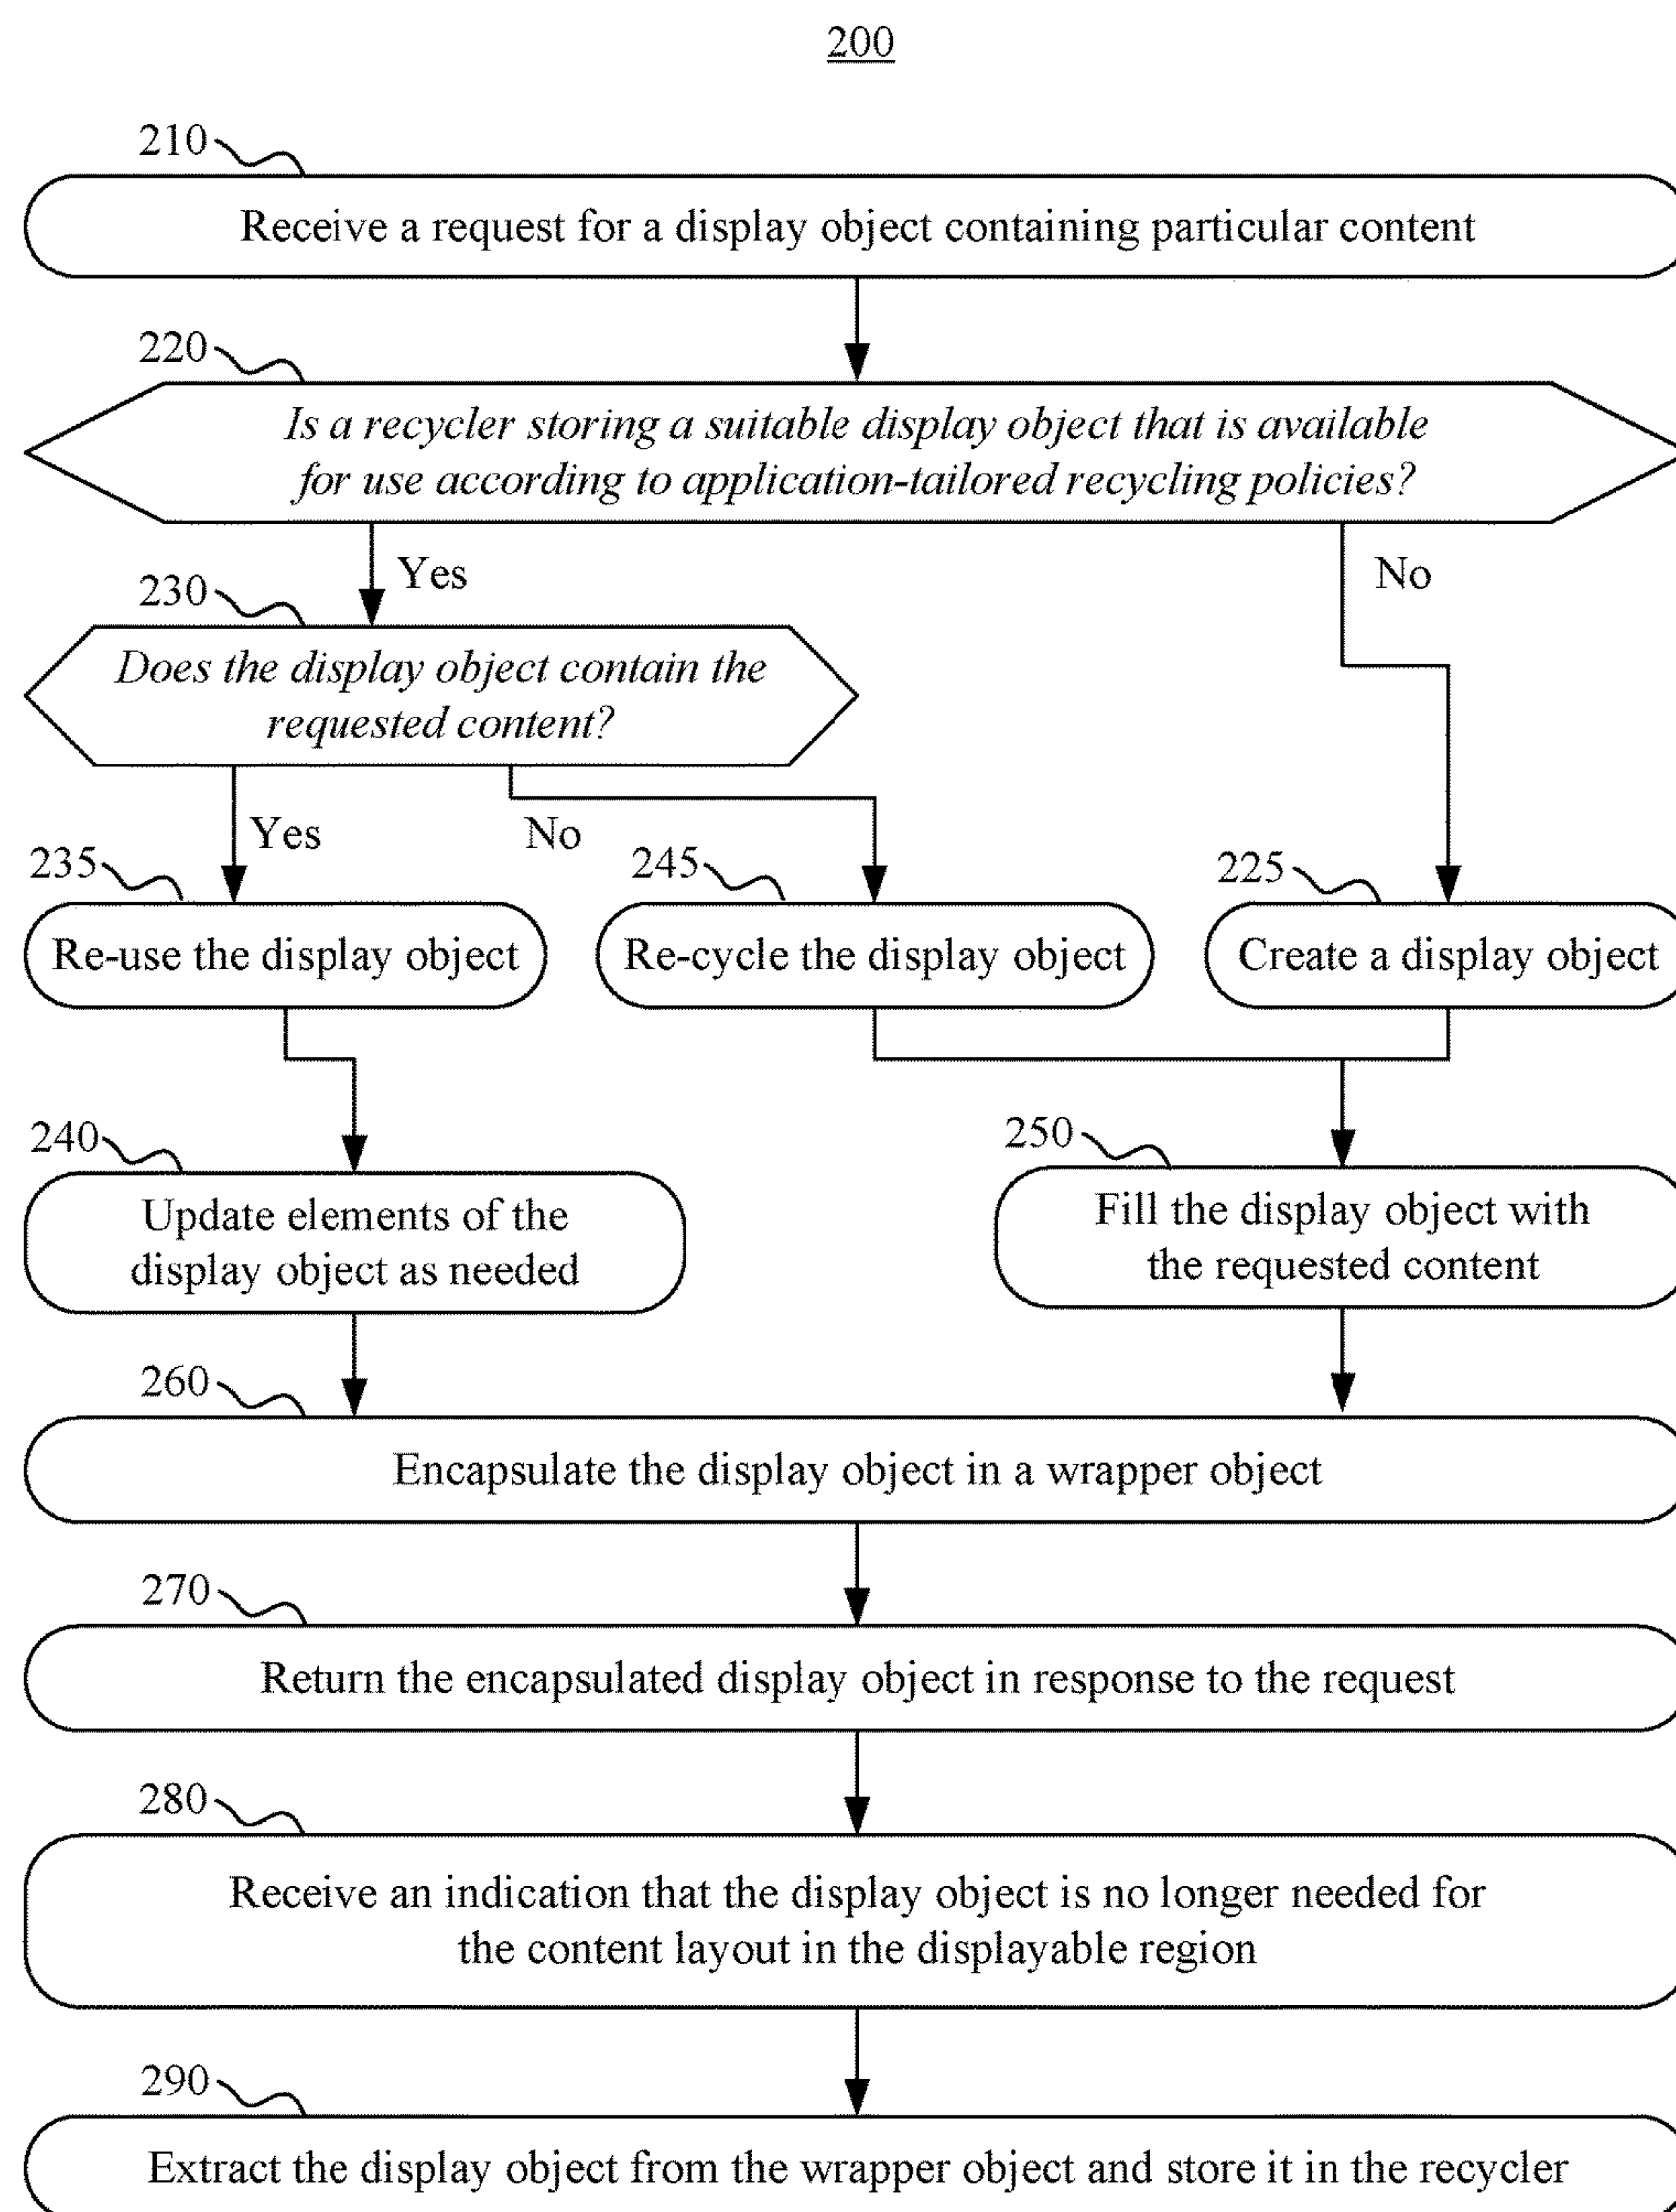 200
210
Receive a request for a display object containing particular content
220
Is a recycler storing a suitable display object that is available
for use according to application-tailored recycling policies?
Yes
No
230
Does the display object contain the
requested content?
Yes
No
235
245
225
Re-use the display object
Re-cycle the display object
Create a display object
240
250
Update elements of the
display object as needed
Fill the display object with
the requested content
260
Encapsulate the display object in a wrapper object
270
Return the encapsulated display object in response to the request
280
Receive an indication that the display object is no longer needed for
the content layout in the displayable region
290
Extract the display object from the wrapper object and store it in the recycler